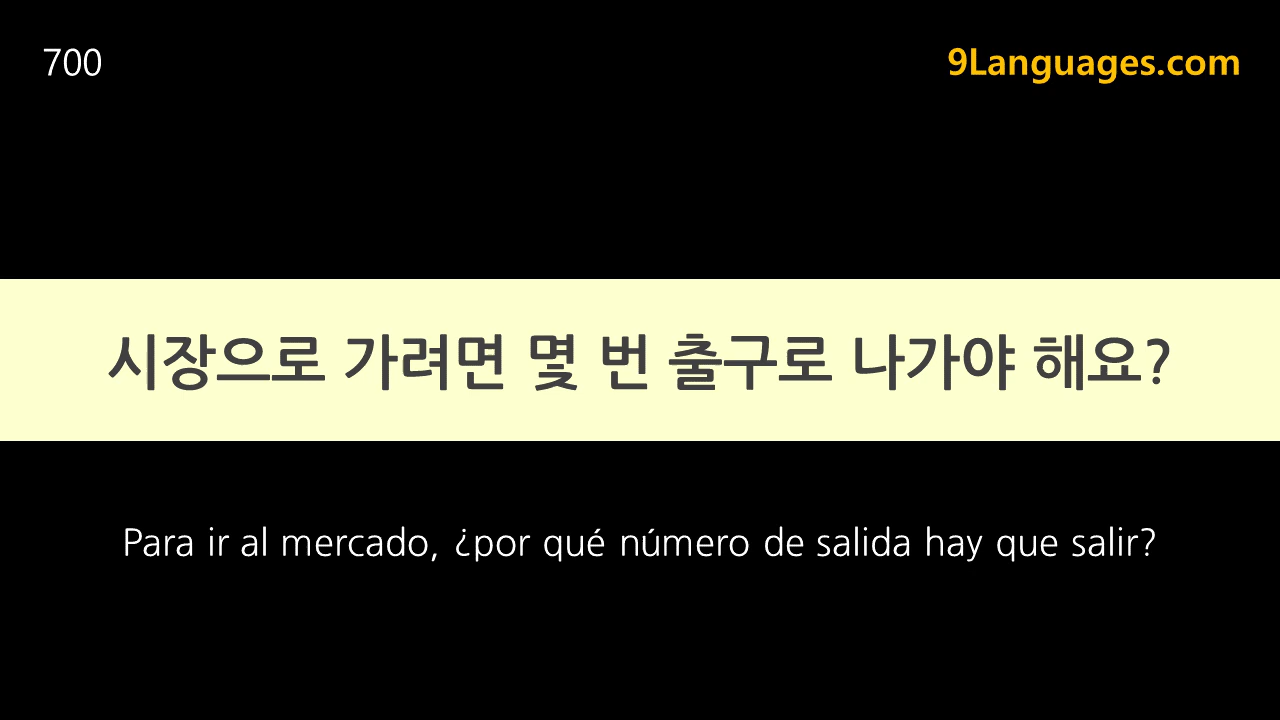 700
9Languages.com
시장으로 가려면 몇 번 출구로 나가야 해요?
Para ir al mercado, ¿por qué número de salida hay que salir?